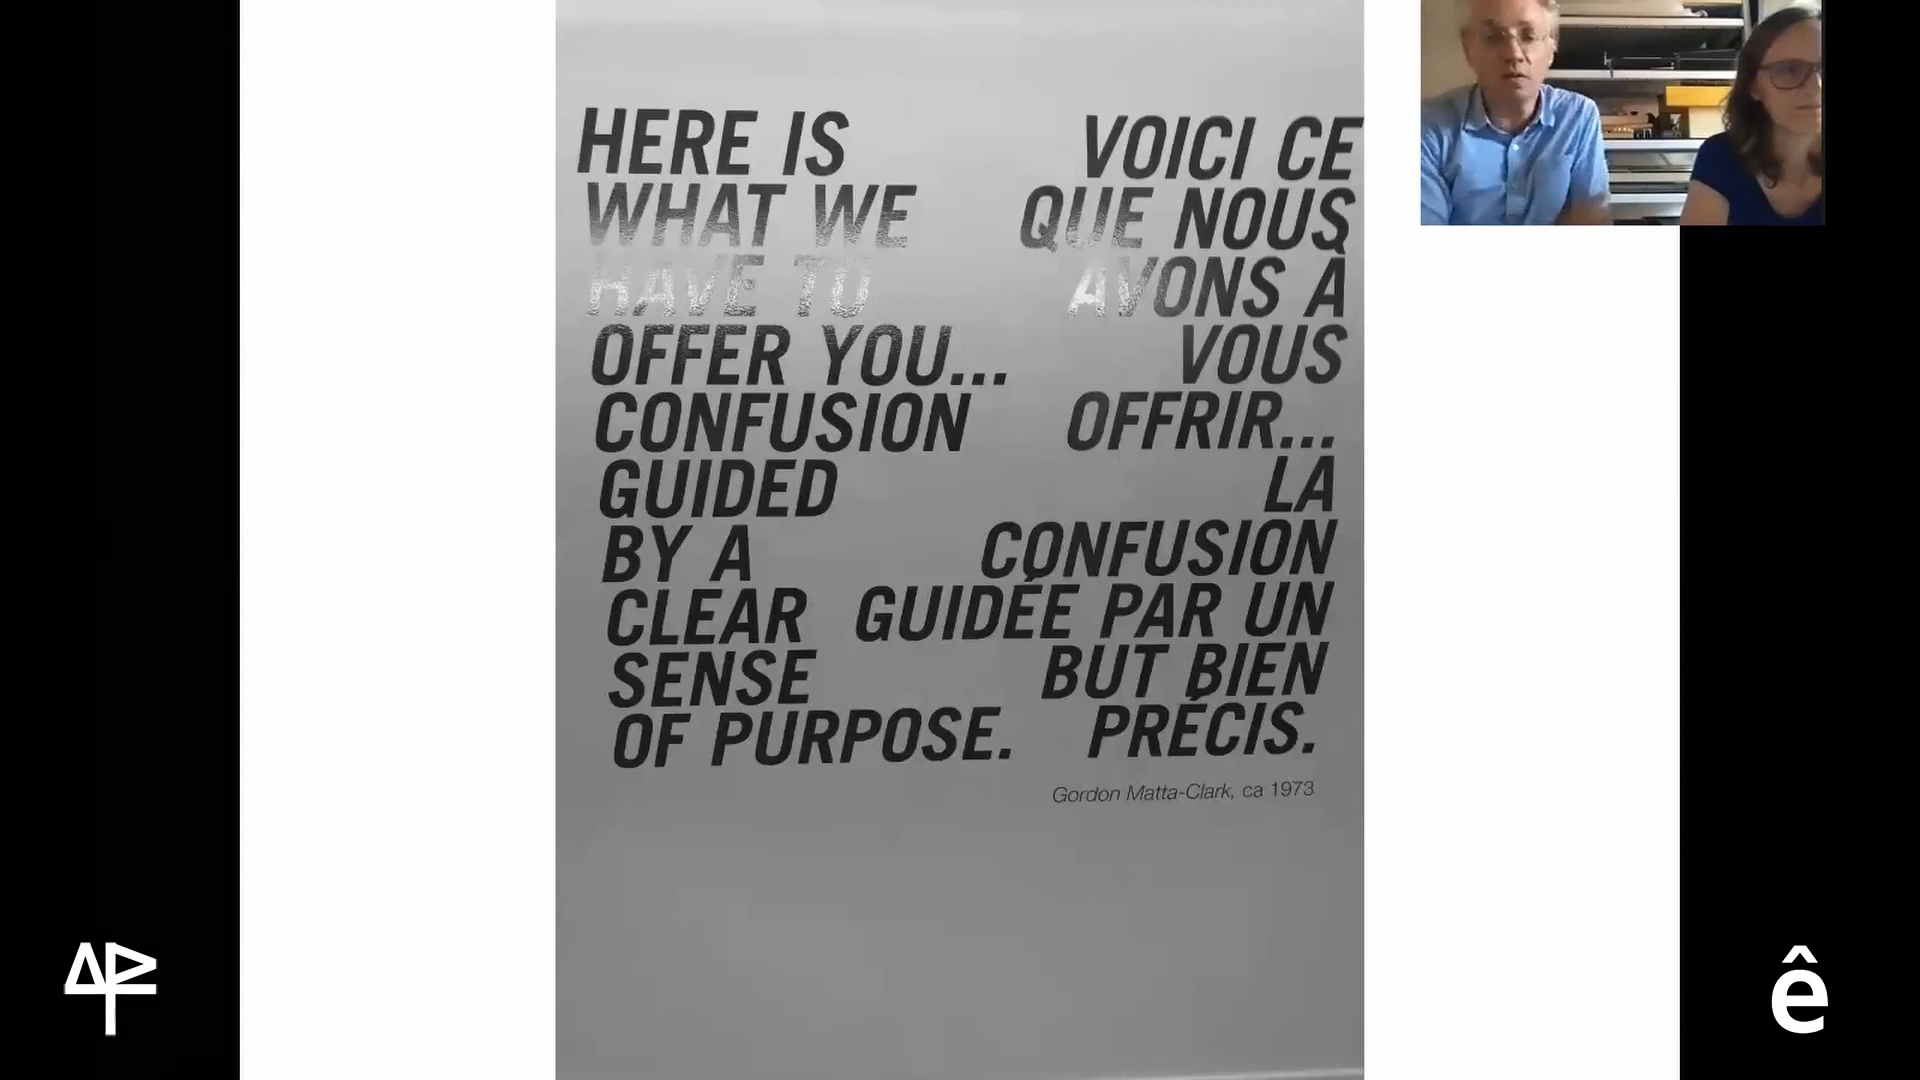 HERE IS
WHAT WE
HAVE TO
OFFER YOU...
CONFUSION
GUIDED
BY A
CLEAR
SENSE
OF PURPOSE.
VOICI CE
QUE NOUS
AVONS À
VOUS
OFFRIR...
LA
CONFUSION
GUIDÉE PAR UN
BUT BIEN
PRÉCIS.
Gordon Matta-Clark, ca 1973
ê